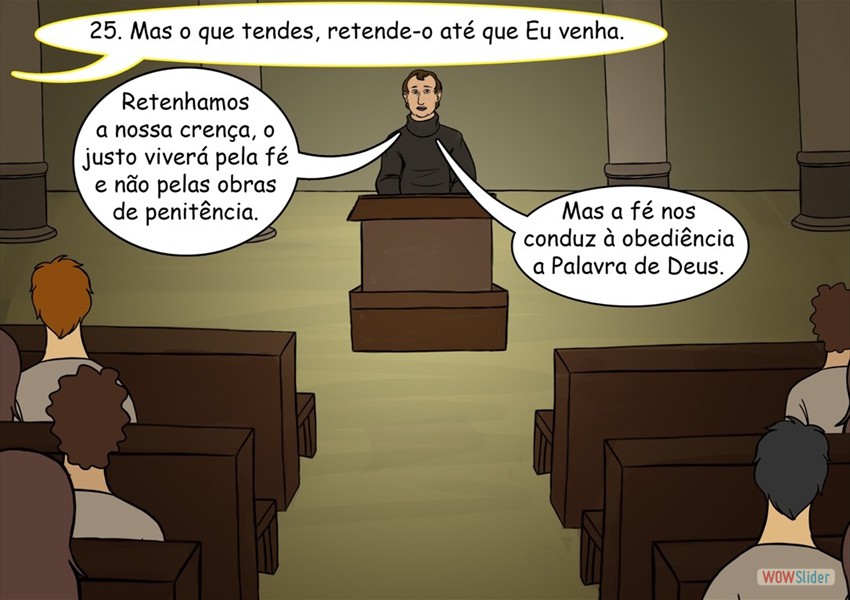 25. Mas o que tendes, retende-o até que Eu venha.
Retenhamos
a nossa crença, o
justo viverá pela fé
e não pelas obras
de penitência.
Mas a fé nos
conduz à obediência
a Palavra de Deus.
WOWSlider